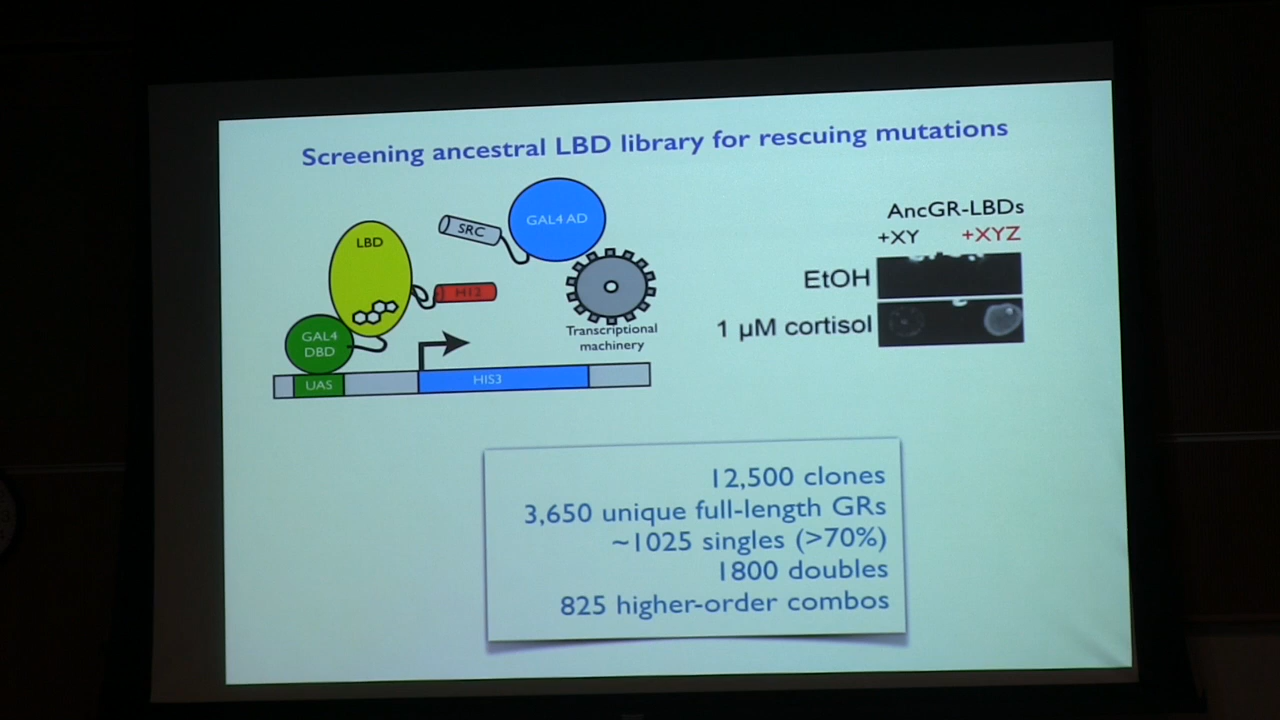 Screening ancestral LBD library for rescuing mutations
LBD
SRC
GAL4 AD
H12
GAL4
DBD
UAS
HIS3
Transcriptional
machinery
AncGR-LBDs
+XY +XYZ
EtOH
1 µM cortisol
12,500 clones
3,650 unique full-length GRs
~1025 singles (>70%)
1800 doubles
825 higher-order combos